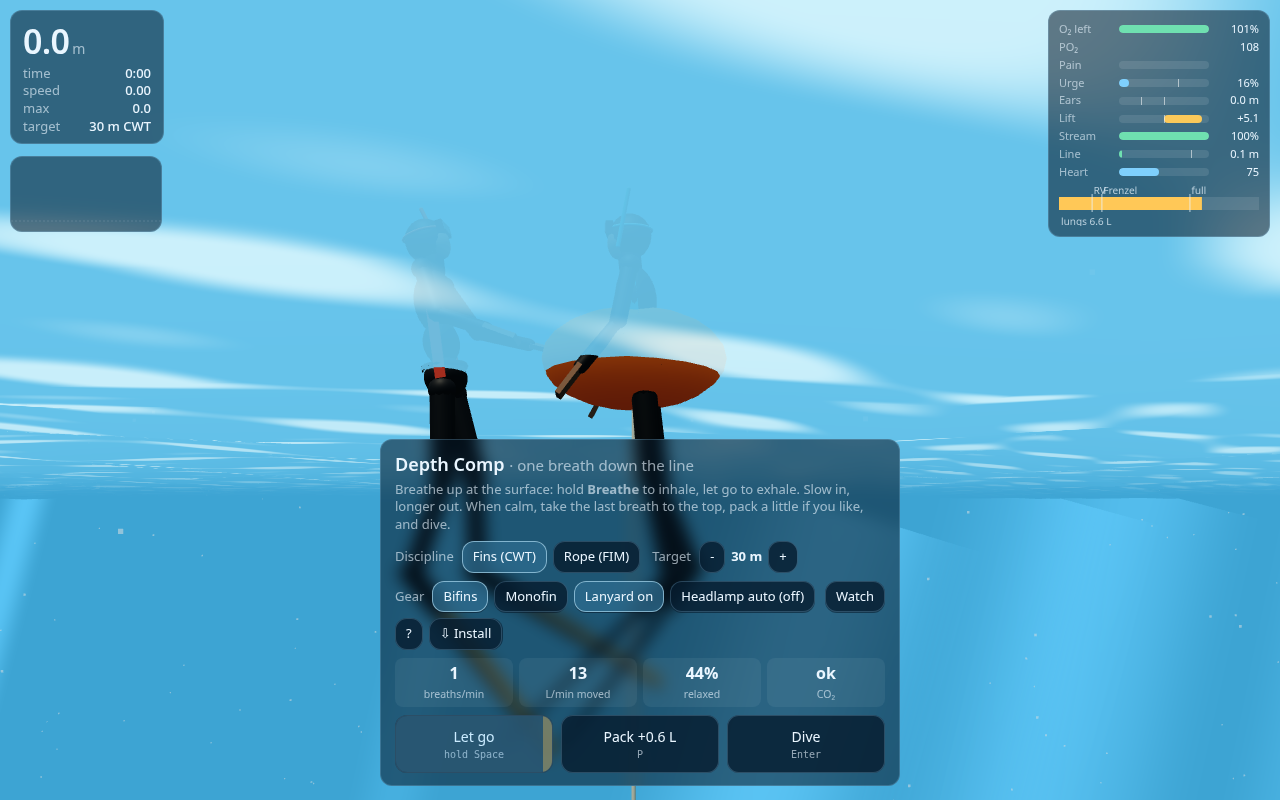 0.0 m
time 0:00
speed 0.00
max 0.0
target 30 m CWT
O₂ left 101%
PO₂ 108
Pain
Urge 16%
Ears 0.0 m
Lift +5.1
Stream 100%
Line 0.1 m
Heart 75
RV Frenzel full
lungs 6.6 L
Depth Comp · one breath down the line
Breathe up at the surface: hold Breathe to inhale, let go to exhale. Slow in,
longer out. When calm, take the last breath to the top, pack a little if you like,
and dive.
Discipline Fins (CWT) Rope (FIM) Target - 30 m +
Gear Bifins Monofin Lanyard on Headlamp auto (off) Watch
? ⇩ Install
1 13 44% ok
breaths/min L/min moved relaxed CO₂
Let go Pack +0.6 L Dive
hold Space P Enter